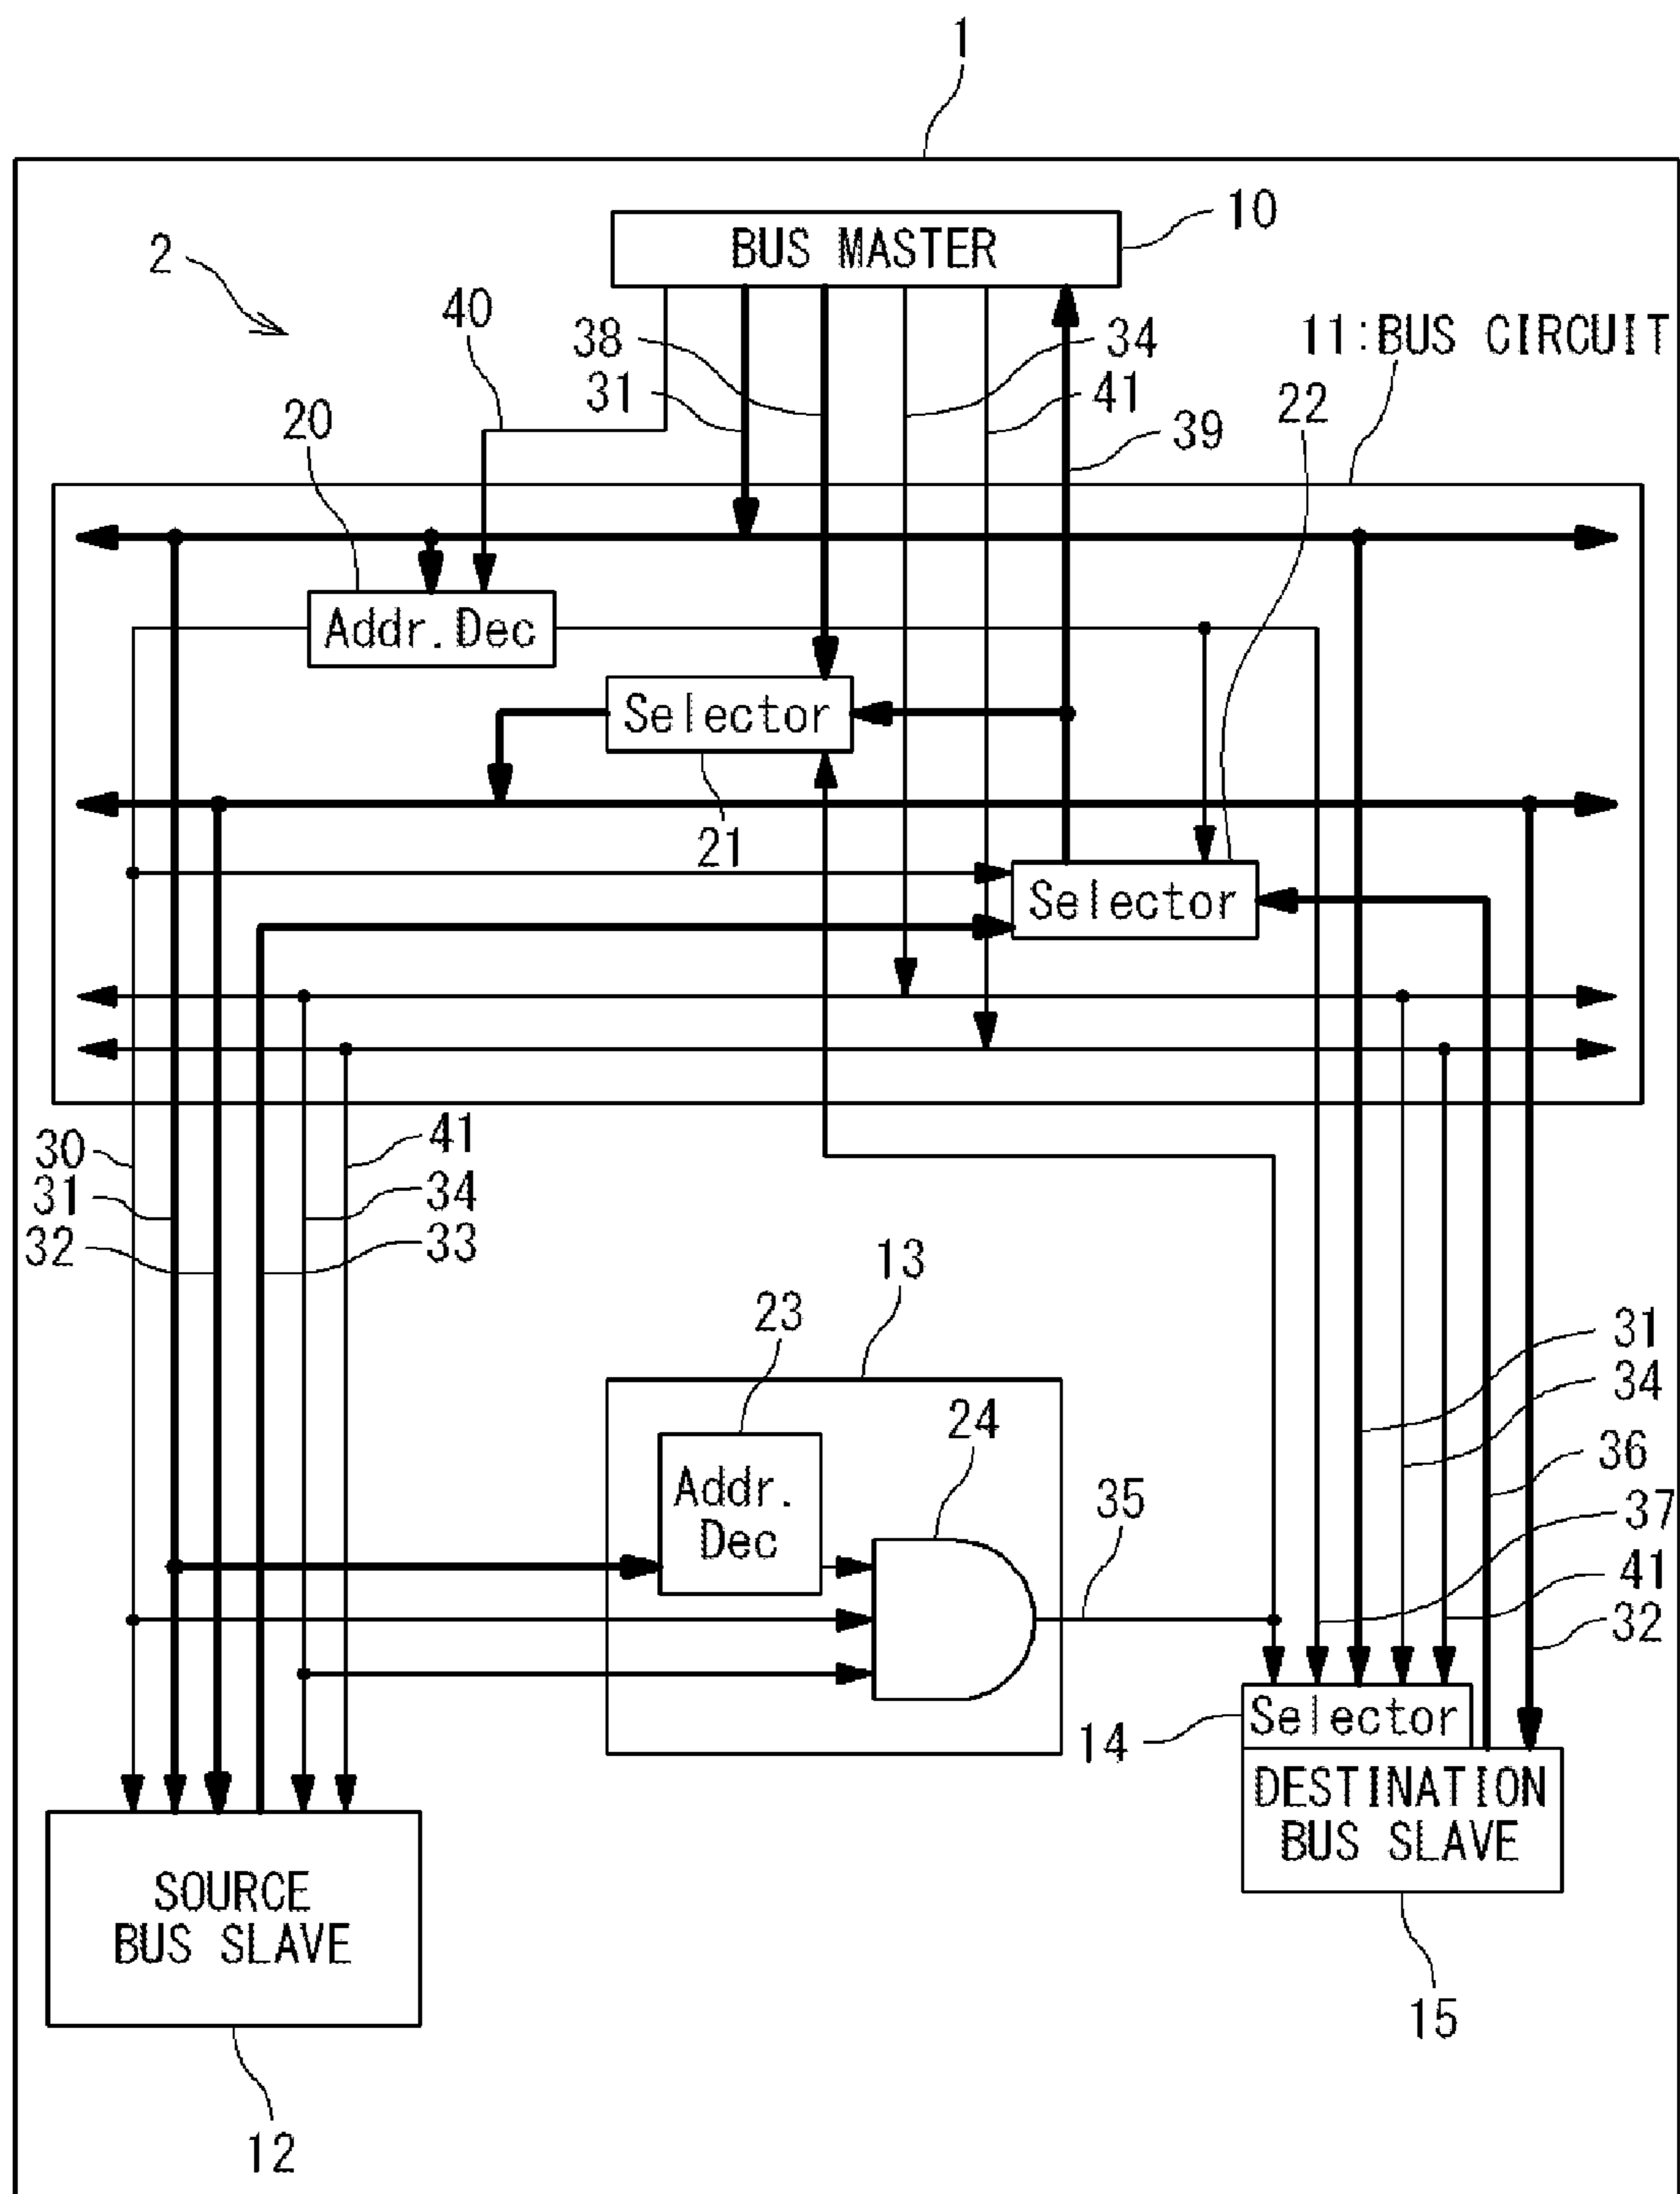 1
10
BUS MASTER
2
40
38
34
11:BUS CIRCUIT
31
41
22
20
39
Addr.Dec
Selector
21
Selector
30
41
31
34
32
33
13
23
31
34
24
36
Addr.
Dec
35
37
41
32
Selector
14
DESTINATION
BUS SLAVE
SOURCE
BUS SLAVE
15
12